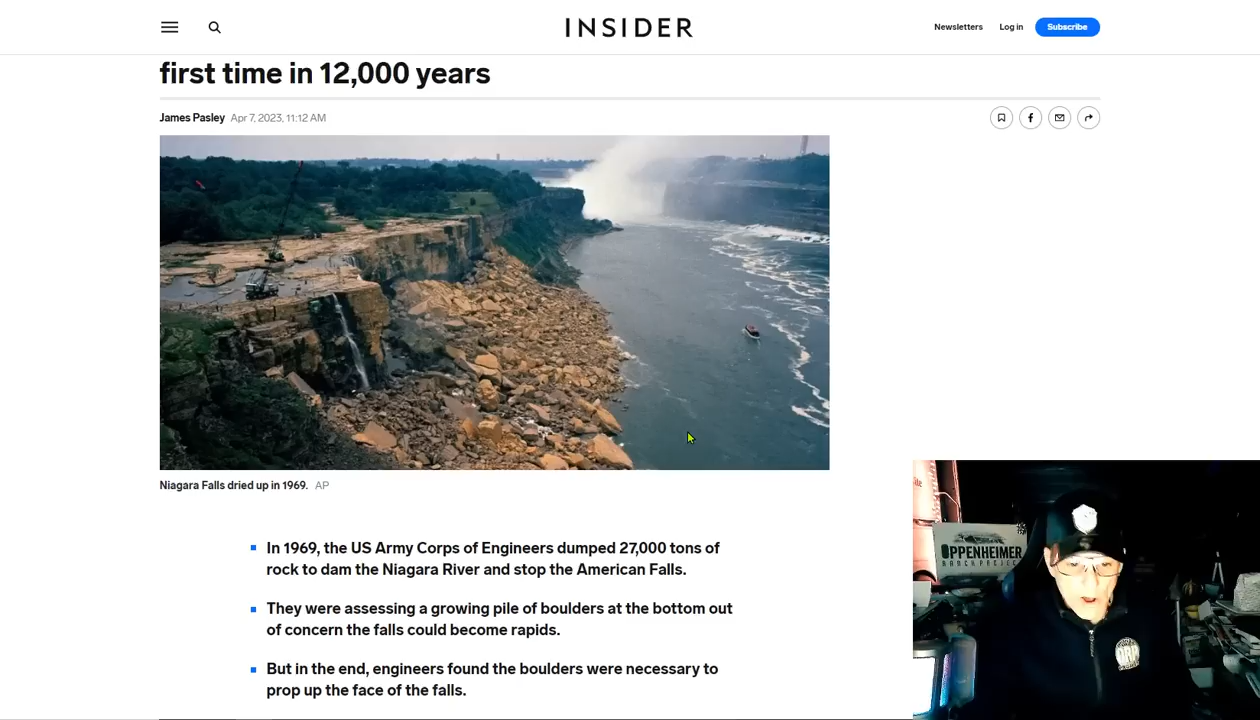 INSIDER
Newsletters
Log in
Subscribe
first time in 12,000 years
James Pasley Apr 7, 2023, 11:12 AM
Niagara Falls dried up in 1969. AP
In 1969, the US Army Corps of Engineers dumped 27,000 tons of
rock to dam the Niagara River and stop the American Falls.
They were assessing a growing pile of boulders at the bottom out
of concern the falls could become rapids.
But in the end, engineers found the boulders were necessary to
prop up the face of the falls.
OPPENHEIMER
RANCH PROJECT
ORP